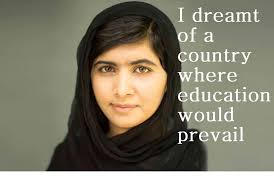 I dreamt
of a
country
where
education
would
prevail